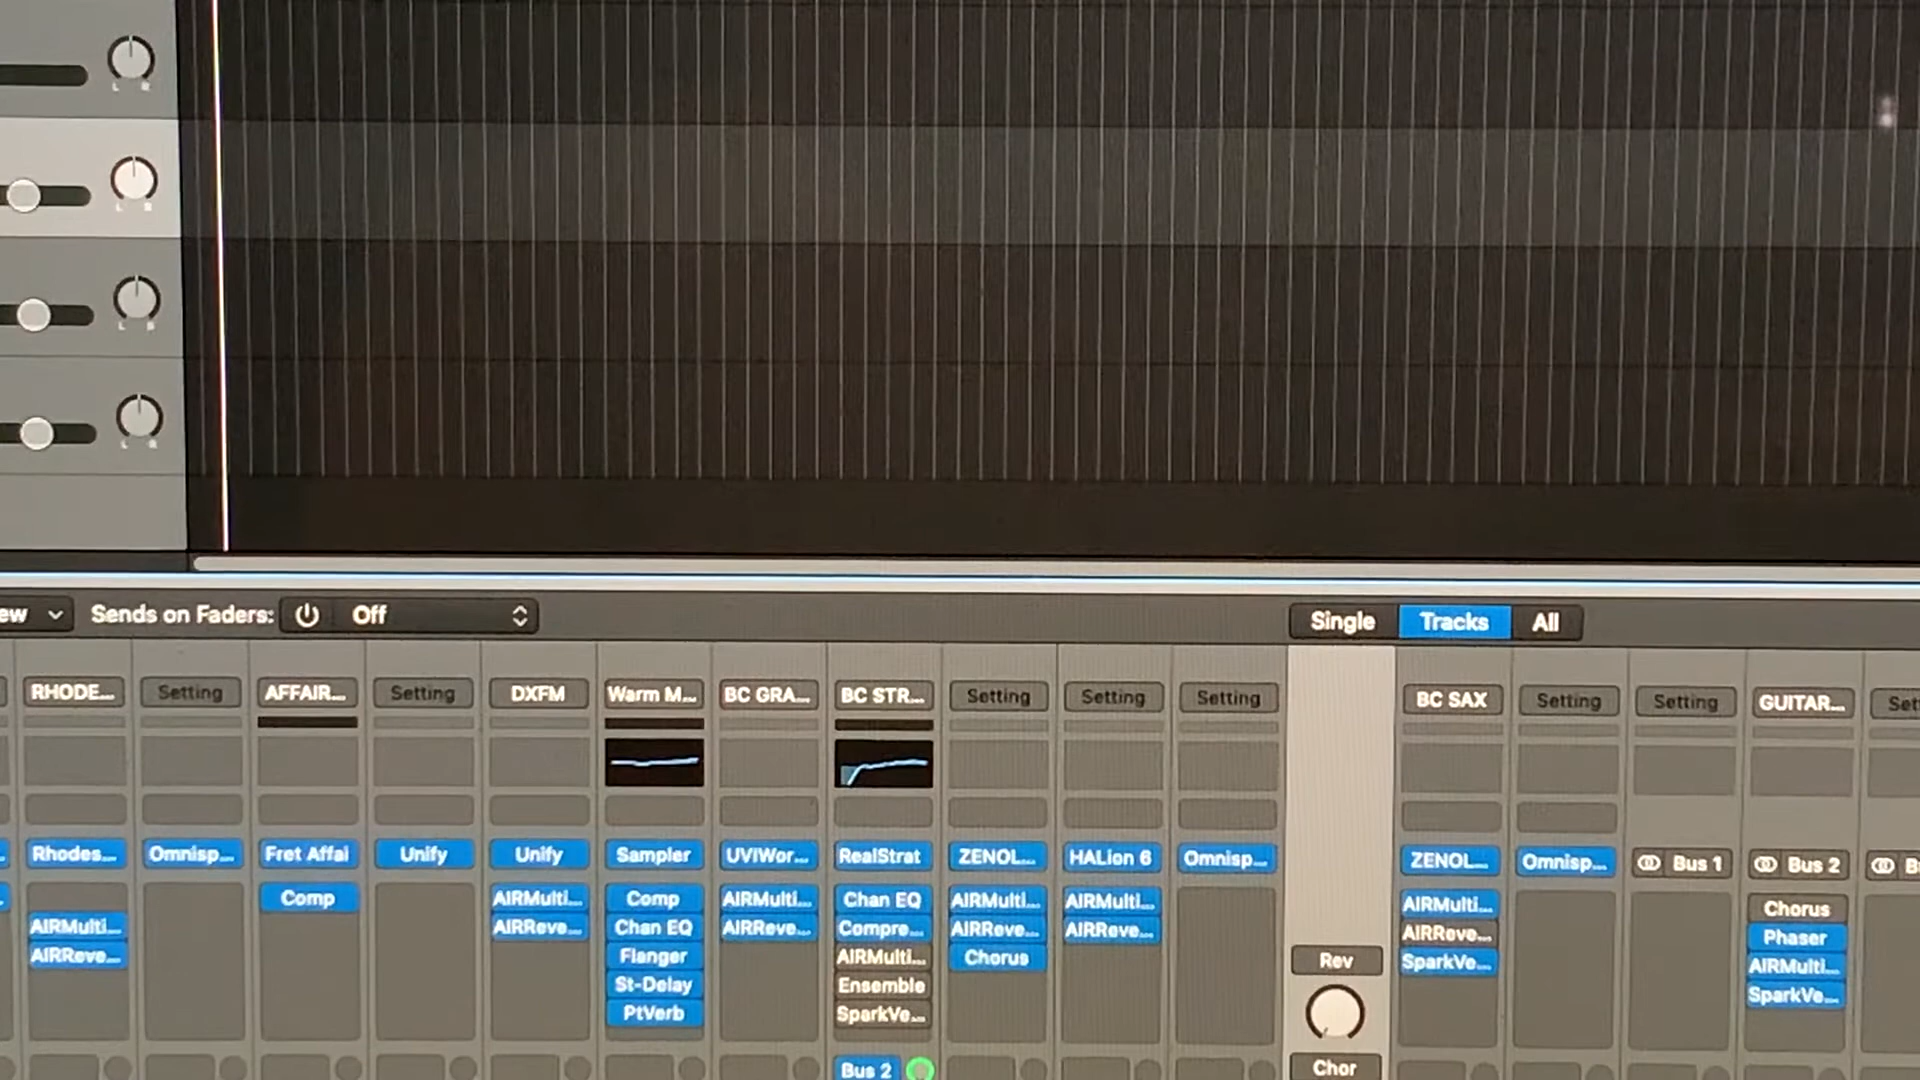 L R
L R
L R
L R
ew Sends on Faders: Off Single Tracks All
RHODE... Setting AFFAIR... Setting DXFM Warm M... BC GRA... BC STR... Setting Setting Setting BC SAX Setting Setting GUITAR... Set
Rhodes... Omnisp... Fret Affai Unify Unify Sampler UVIWor... RealStrat ZENOL... HALion 6 Omnisp... ZENOL... Omnisp... Bus 1 Bus 2 B
Comp AIRMulti... Comp AIRMulti... Chan EQ AIRMulti... AIRMulti... AIRMulti... Chorus
AIRMulti... AIRReve... Chan EQ AIRReve... Compre... AIRReve... AIRReve... AIRReve... Phaser
AIRReve... Flanger AIRMulti... Chorus Rev SparkVe... AIRMulti...
St-Delay Ensemble SparkVe...
PtVerb SparkVe...
Bus 2 Chor